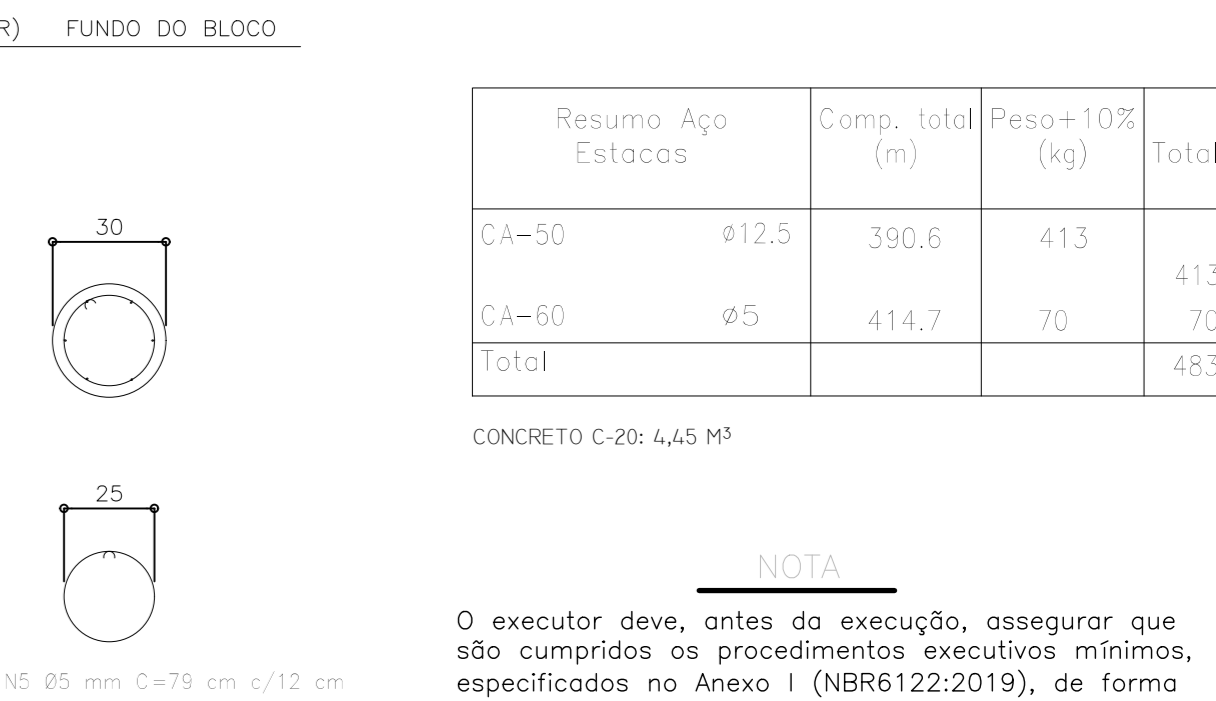 R) FUNDO DO BLOCO
Resumo Aço Estacas Comp. total (m) Peso+10% (kg) Total
CA-50 ø12.5 390.6 413
413
CA-60 ø5 414.7 70 70
Total 483
CONCRETO C-20: 4,45 M³
30
25
N5 Ø5 mm C=79 cm c/12 cm
NOTA
O executor deve, antes da execução, assegurar que
são cumpridos os procedimentos executivos mínimos,
especificados no Anexo I (NBR6122:2019), de forma